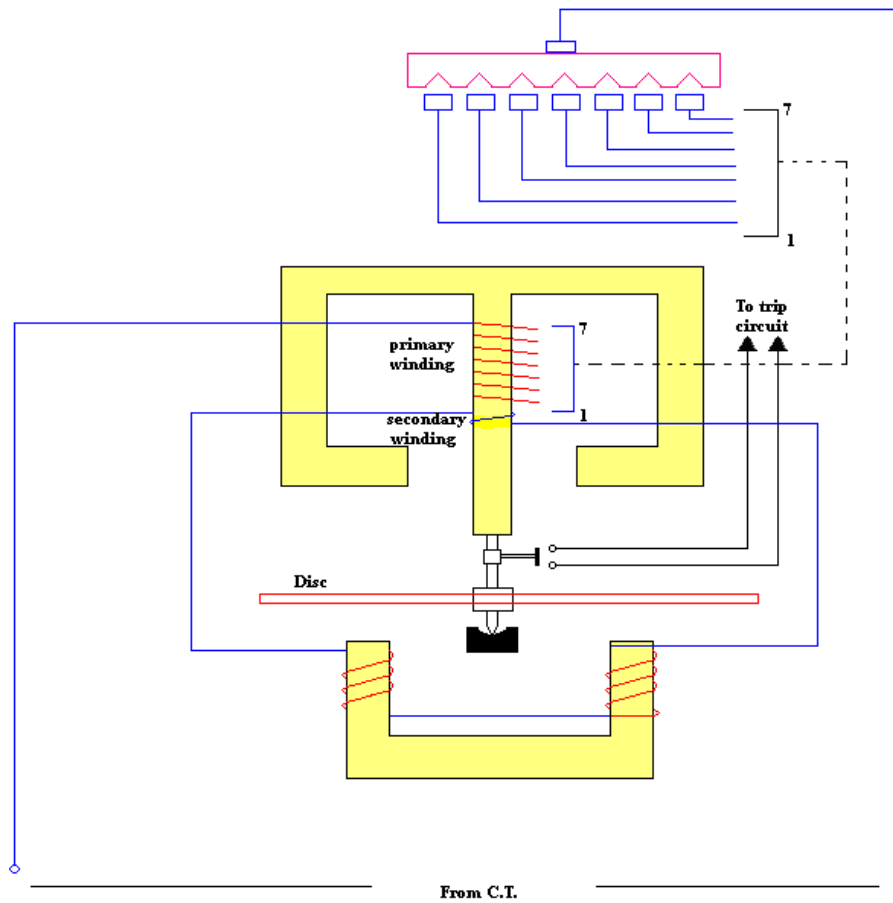 7
1
To trip
circuit
primary
winding
7
secondary
winding
1
Disc
From C.T.